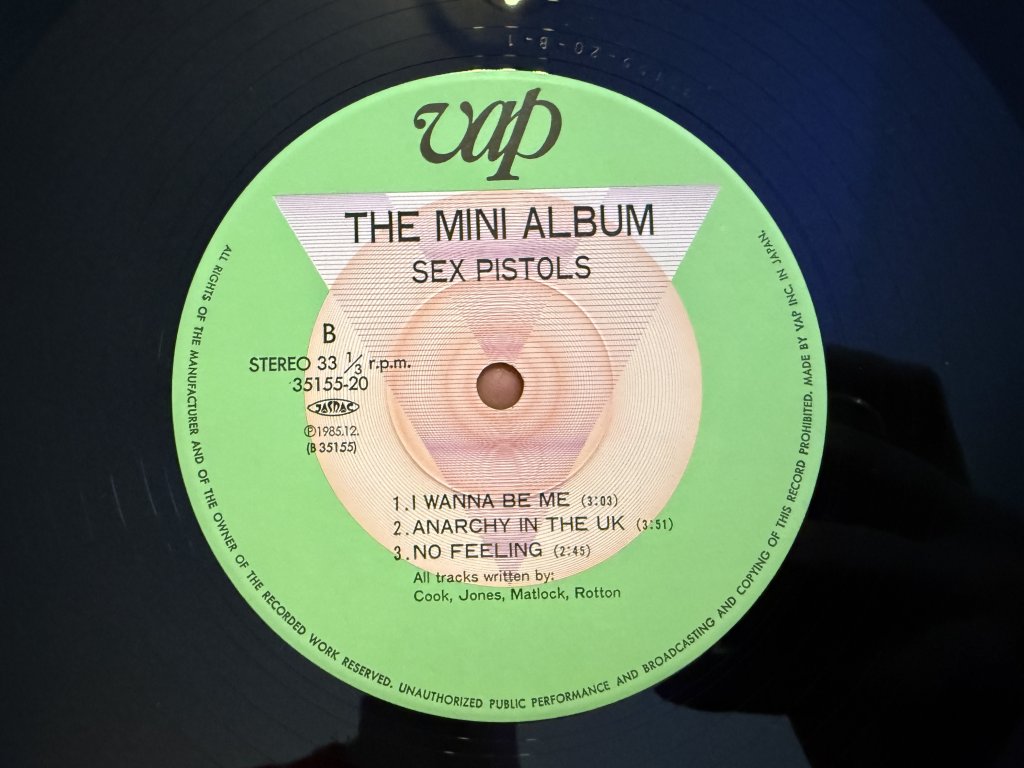 vap
THE MINI ALBUM
SEX PISTOLS
B
STEREO 33 1/3 r.p.m.
35155-20
JASRAC
Ⓟ1985.12.
(B 35155)
1. I WANNA BE ME (3:03)
2. ANARCHY IN THE UK (3:51)
3. NO FEELING (2:45)
All tracks written by:
Cook, Jones, Matlock, Rotton
ALL RIGHTS OF THE MANUFACTURER AND OF THE OWNER OF THE RECORDED WORK RESERVED. UNAUTHORIZED PUBLIC PERFORMANCE AND BROADCASTING AND COPYING OF THIS RECORD PROHIBITED. MADE BY VAP INC. IN JAPAN.